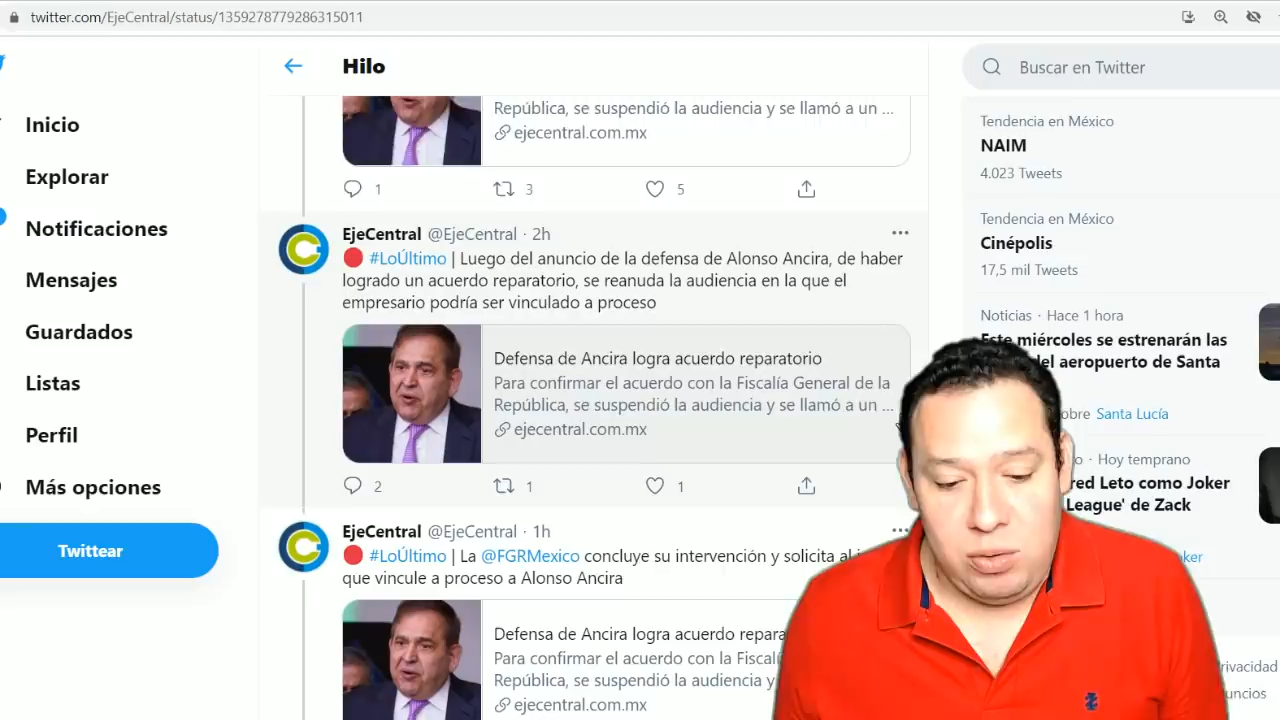 twitter.com/EjeCentral/status/1359278779286315011
Hilo
Buscar en Twitter
Inicio
Explorar
Notificaciones
Mensajes
Guardados
Listas
Perfil
Más opciones
Twittear
República, se suspendió la audiencia y se llamó a un ...
ejecentral.com.mx
1 3 5
EjeCentral @EjeCentral · 2h
#LoÚltimo | Luego del anuncio de la defensa de Alonso Ancira, de haber
logrado un acuerdo reparatorio, se reanuda la audiencia en la que el
empresario podría ser vinculado a proceso
Defensa de Ancira logra acuerdo reparatorio
Para confirmar el acuerdo con la Fiscalía General de la
República, se suspendió la audiencia y se llamó a un ...
ejecentral.com.mx
2 1 1
EjeCentral @EjeCentral · 1h
#LoÚltimo | La @FGRMexico concluye su intervención y solicita al
que vincule a proceso a Alonso Ancira
Defensa de Ancira logra acuerdo
Para confirmar el acuerdo con la
República, se suspendió la audiencia y
ejecentral.com.mx
Tendencia en México
NAIM
4.023 Tweets
Tendencia en México
Cinépolis
17,5 mil Tweets
Noticias · Hace 1 hora
Este miércoles se estrenarán las
del aeropuerto de Santa
Santa Lucía
· Hoy temprano
Leto como Joker
League' de Zack